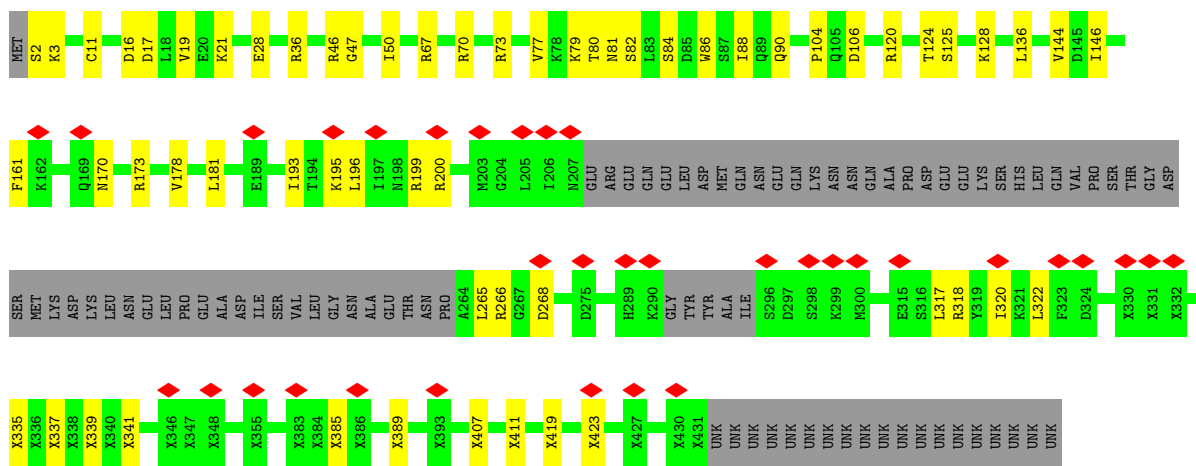 MET S2 K3 C11 D16 D17 L18 V19 E20 K21 E28 R36 R46 G47 I50 R67 R70 R73 V77 K78 K79 T80 N81 S82 L83 S84 D85 W86 S87 I88 Q89 Q90 P104 Q105 D106 R120 T124 S125 K128 L136 V144 D145 I146
F161 K162 Q169 N170 R173 V178 L181 E189 I193 T194 K195 L196 I197 N198 R199 R200 M203 G204 L205 I206 N207 GLU ARG GLU GLN GLU LEU ASP MET GLN ASN GLU GLN LYS ASN ASN GLN ALA PRO ASP GLU GLU LYS SER HIS LEU GLN VAL PRO SER THR GLY ASP
SER MET LYS ASP LYS LEU ASN GLU LEU PRO GLU ALA ASP ILE SER VAL LEU GLY ASN ALA GLU THR ASN PRO A264 L265 R266 G267 D268 D275 H289 K290 GLY TYR TYR ALA ILE S296 D297 S298 K299 M300 E315 S316 L317 R318 Y319 I320 K321 L322 F323 D324 X330 X331 X332
X335 X336 X337 X338 X339 X340 X341 X346 X347 X348 X355 X383 X384 X385 X386 X389 X393 X407 X411 X419 X423 X427 X430 X431 UNK UNK UNK UNK UNK UNK UNK UNK UNK UNK UNK UNK UNK UNK UNK